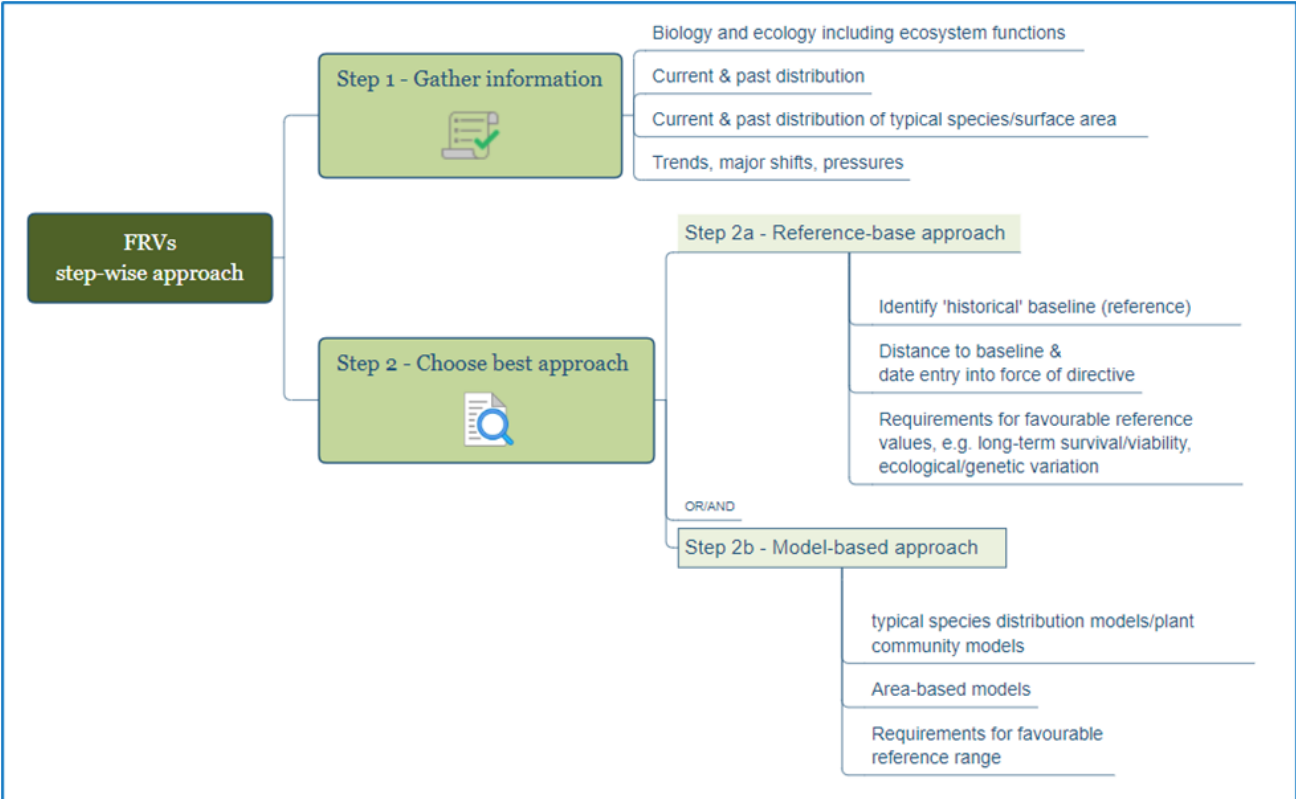 FRVs
step-wise approach
Step 1 - Gather information
Biology and ecology including ecosystem functions
Current & past distribution
Current & past distribution of typical species/surface area
Trends, major shifts, pressures
Step 2 - Choose best approach
Step 2a - Reference-base approach
Identify 'historical' baseline (reference)
Distance to baseline &
date entry into force of directive
Requirements for favourable reference
values, e.g. long-term survival/viability,
ecological/genetic variation
OR/AND
Step 2b - Model-based approach
typical species distribution models/plant
community models
Area-based models
Requirements for favourable
reference range